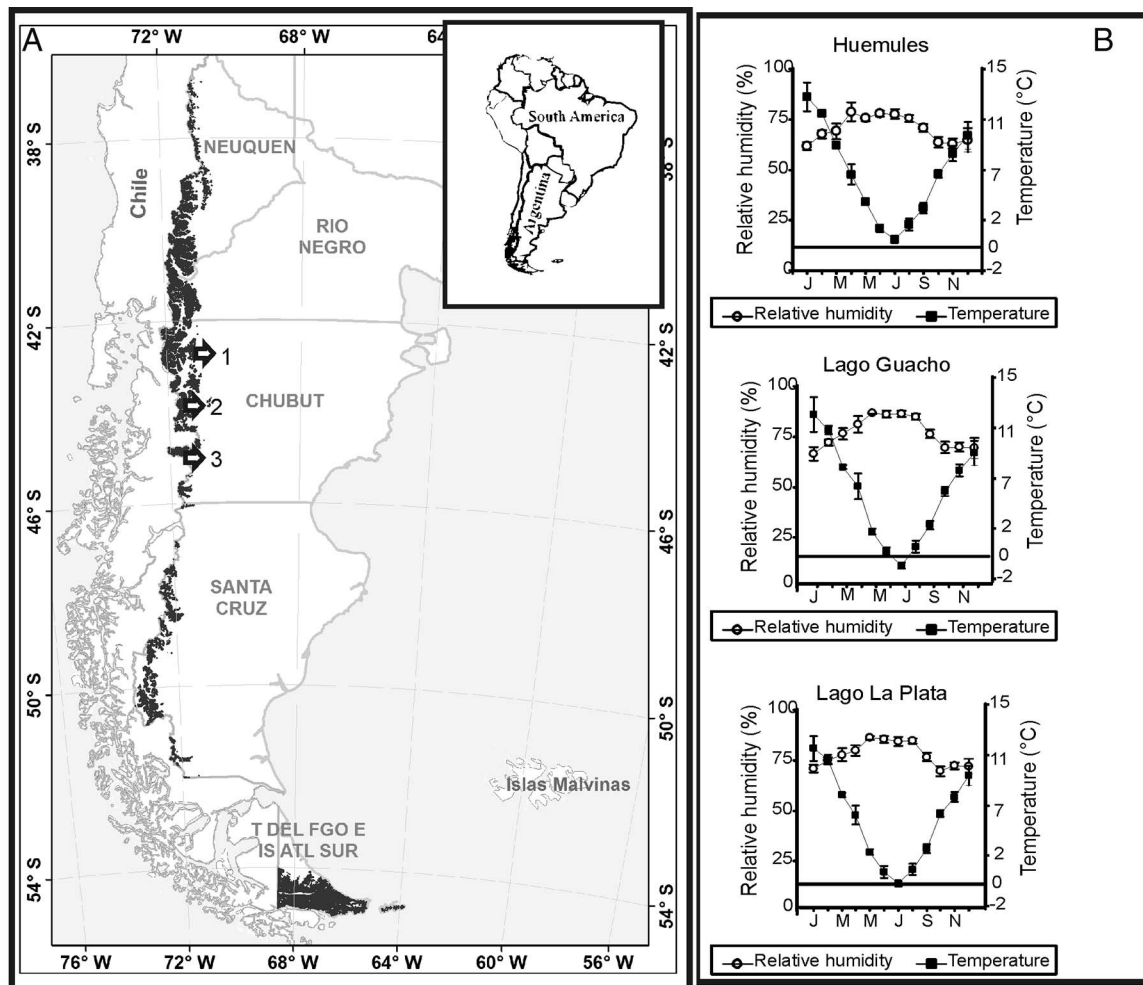 A
72° W
68° W
64
38° S
42° S
46° S
50° S
54° S
76° W
72° W
68° W
64° W
60° W
56° W
38° S
42° S
46° S
50° S
54° S
Chile
NEUQUEN
RIO
NEGRO
1
2
CHUBUT
3
SANTA
CRUZ
Islas Malvinas
T DEL FGO E
IS ATL SUR
South America
Argentina
B
Huemules
Relative humidity (%)
100
75
50
25
0
15
11
7
2
0
-2
Temperature (°C)
J M M J S N
Relative humidity Temperature
Lago Guacho
Relative humidity (%)
100
75
50
25
0
15
11
7
2
0
-2
Temperature (°C)
J M M J S N
Relative humidity Temperature
Lago La Plata
Relative humidity (%)
100
75
50
25
0
15
11
7
2
0
-2
Temperature (°C)
J M M J S N
Relative humidity Temperature